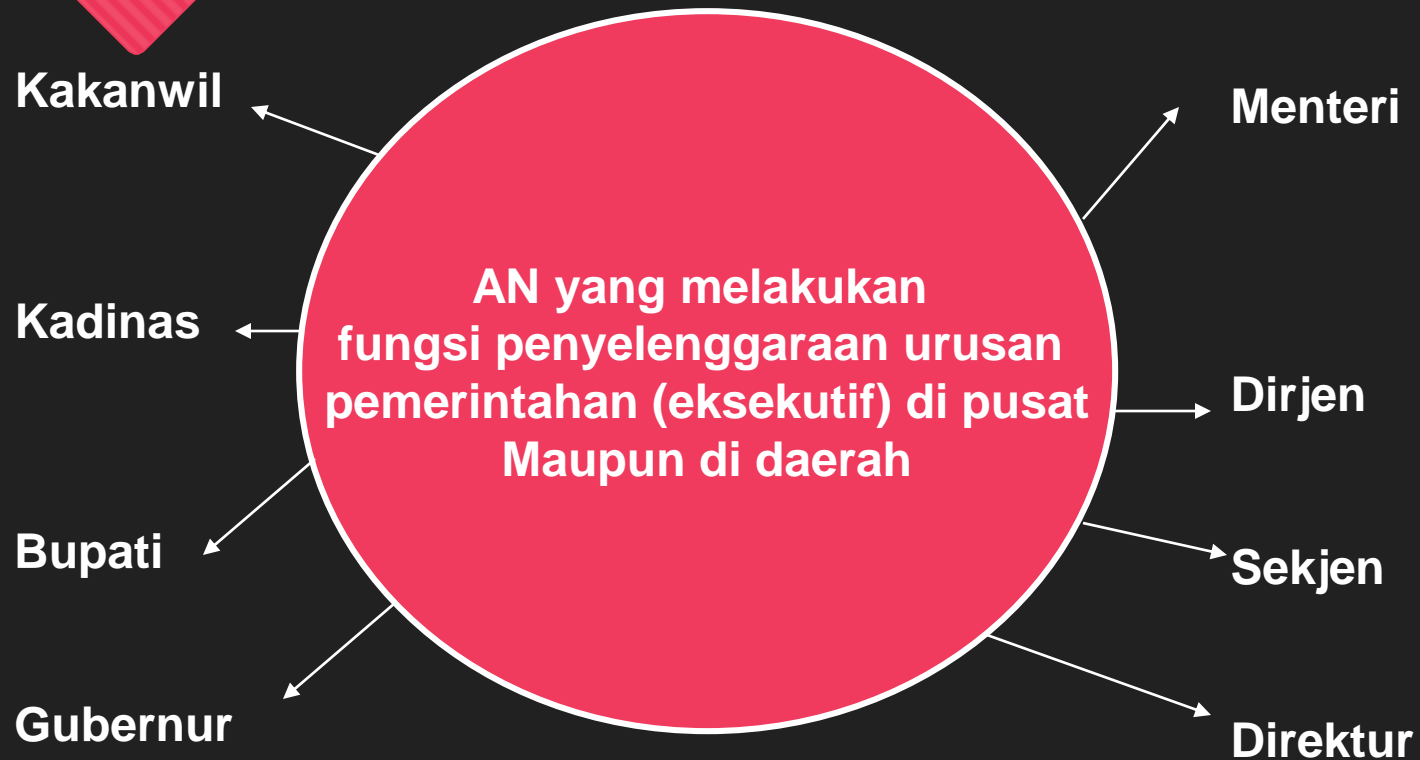 Kakanwil
Menteri
AN yang melakukan
fungsi penyelenggaraan urusan
pemerintahan (eksekutif) di pusat
Maupun di daerah
Kadinas
Dirjen
Bupati
Sekjen
Gubernur
Direktur